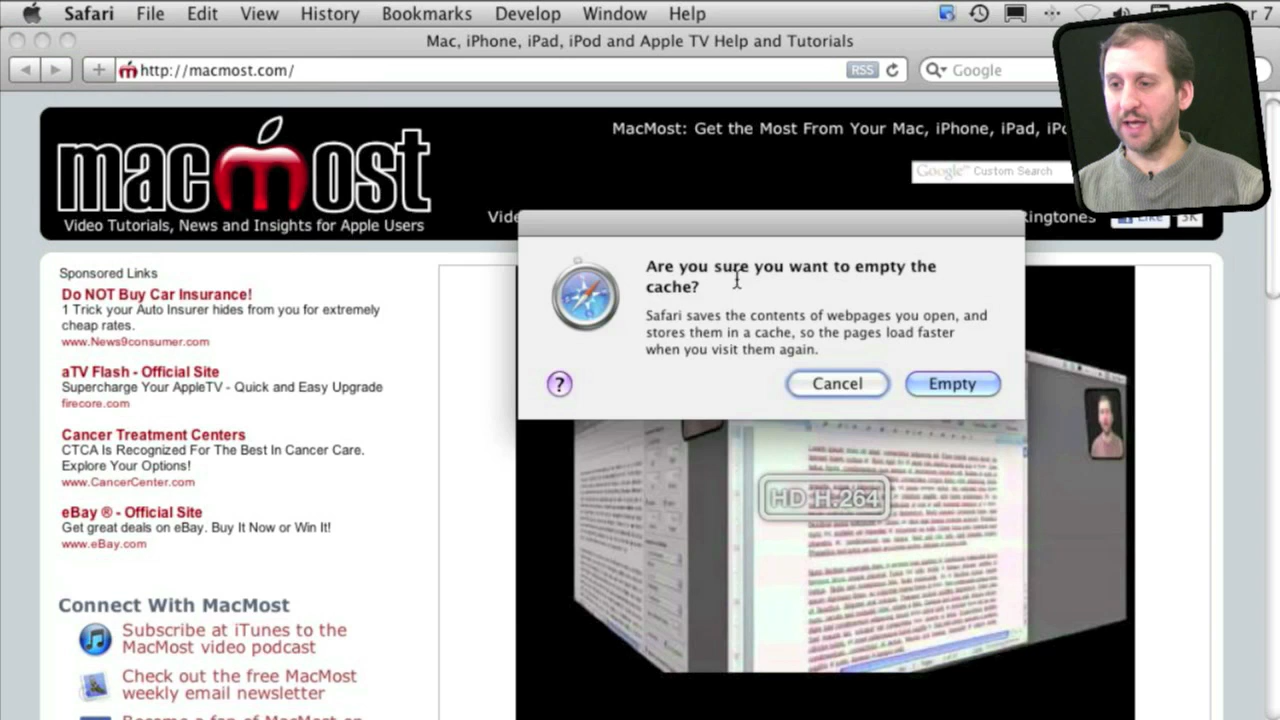 Safari File Edit View History Bookmarks Develop Window Help
Mac, iPhone, iPad, iPod and Apple TV Help and Tutorials
http://macmost.com/
RSS
Google
macmost
Video Tutorials, News and Insights for Apple Users
MacMost: Get the Most From Your Mac, iPhone, iPad,
Google™ Custom Search
Ringtones
Like
3K
Are you sure you want to empty the
cache?
Safari saves the contents of webpages you open, and
stores them in a cache, so the pages load faster
when you visit them again.
?
Cancel
Empty
Sponsored Links
Do NOT Buy Car Insurance!
1 Trick your Auto Insurer hides from you for extremely
cheap rates.
www.News9consumer.com
aTV Flash - Official Site
Supercharge Your AppleTV - Quick and Easy Upgrade
firecore.com
Cancer Treatment Centers
CTCA Is Recognized For The Best In Cancer Care.
Explore Your Options!
www.CancerCenter.com
eBay ® - Official Site
Get great deals on eBay. Buy It Now or Win It!
www.eBay.com
HD H.264
Connect With MacMost
Subscribe at iTunes to the
MacMost video podcast
Check out the free MacMost
weekly email newsletter
Become a fan of MacMost on